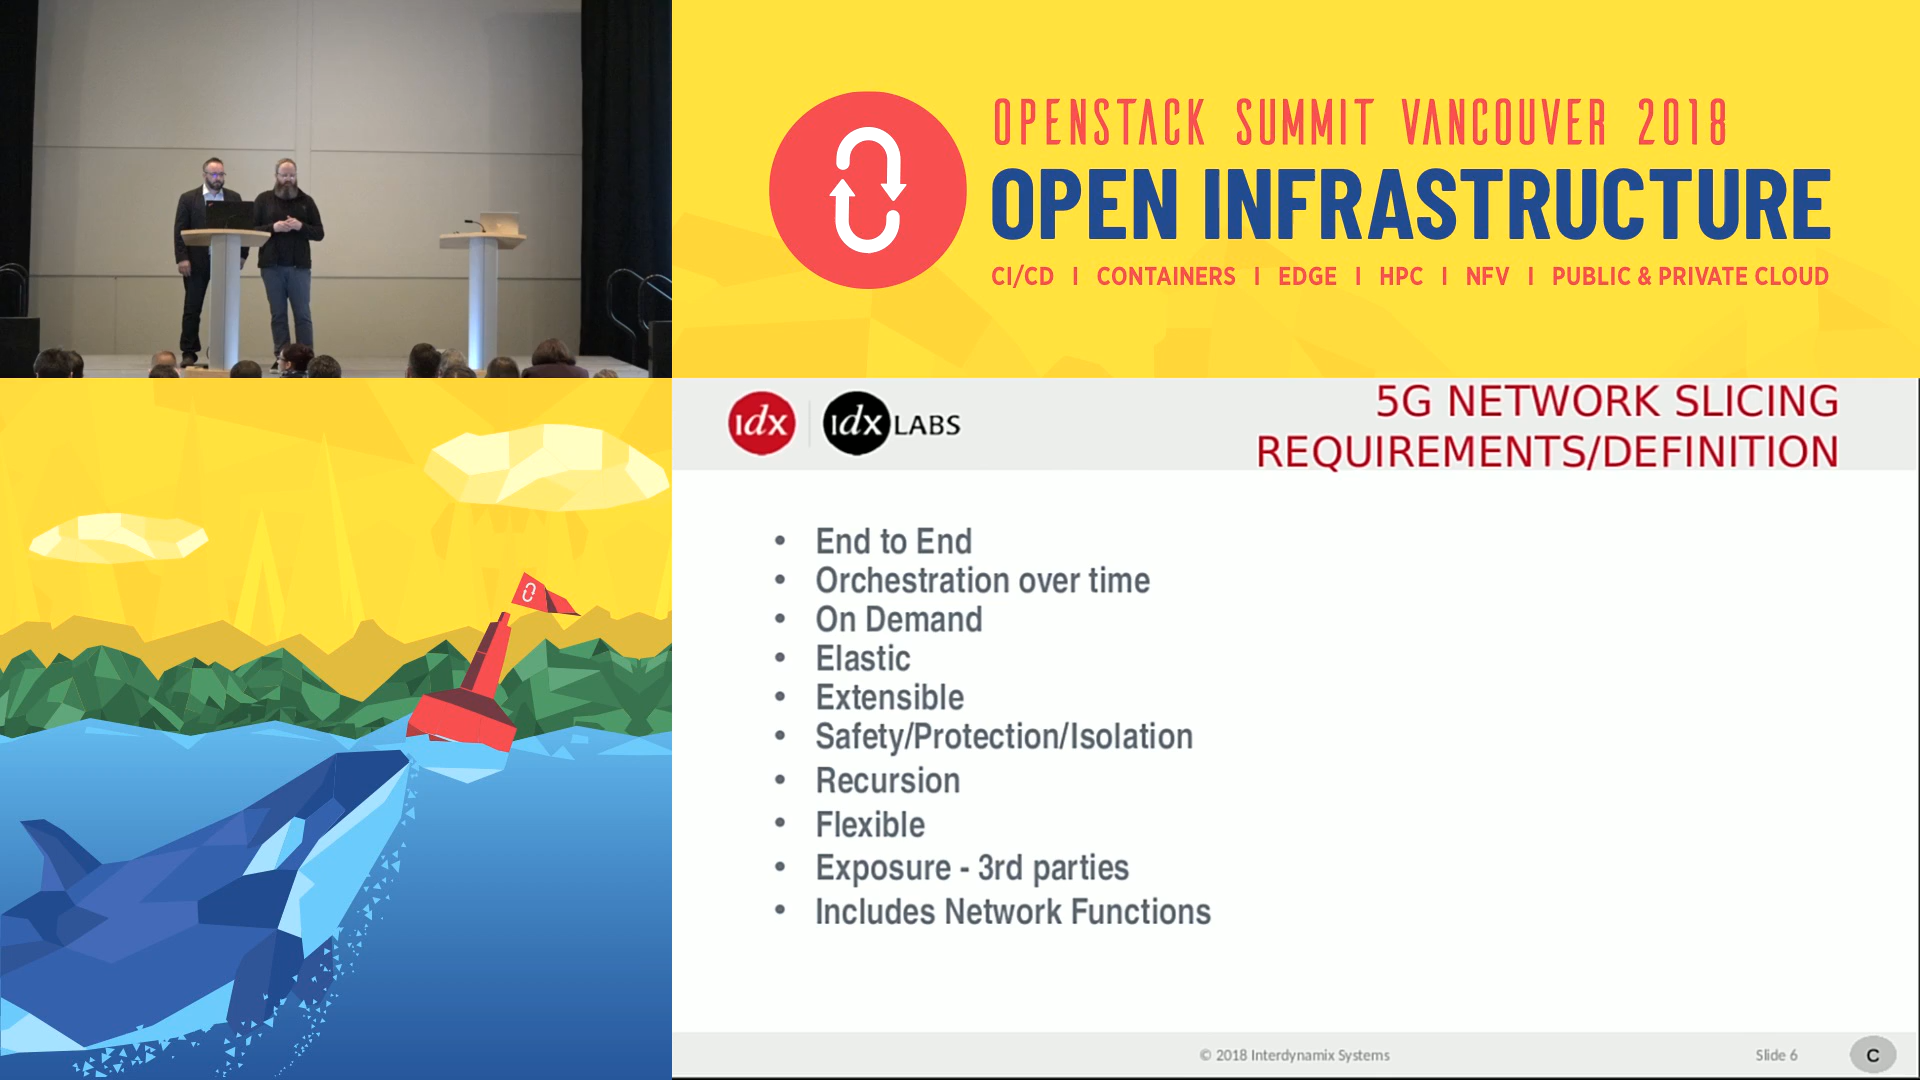 OPENSTACK SUMMIT VANCOUVER 2018
OPEN INFRASTRUCTURE
CI/CD | CONTAINERS | EDGE | HPC | NFV | PUBLIC & PRIVATE CLOUD
idx
idx LABS
5G NETWORK SLICING
REQUIREMENTS/DEFINITION
• End to End
• Orchestration over time
• On Demand
• Elastic
• Extensible
• Safety/Protection/Isolation
• Recursion
• Flexible
• Exposure - 3rd parties
• Includes Network Functions
© 2018 Interdynamix Systems
Slide 6
C